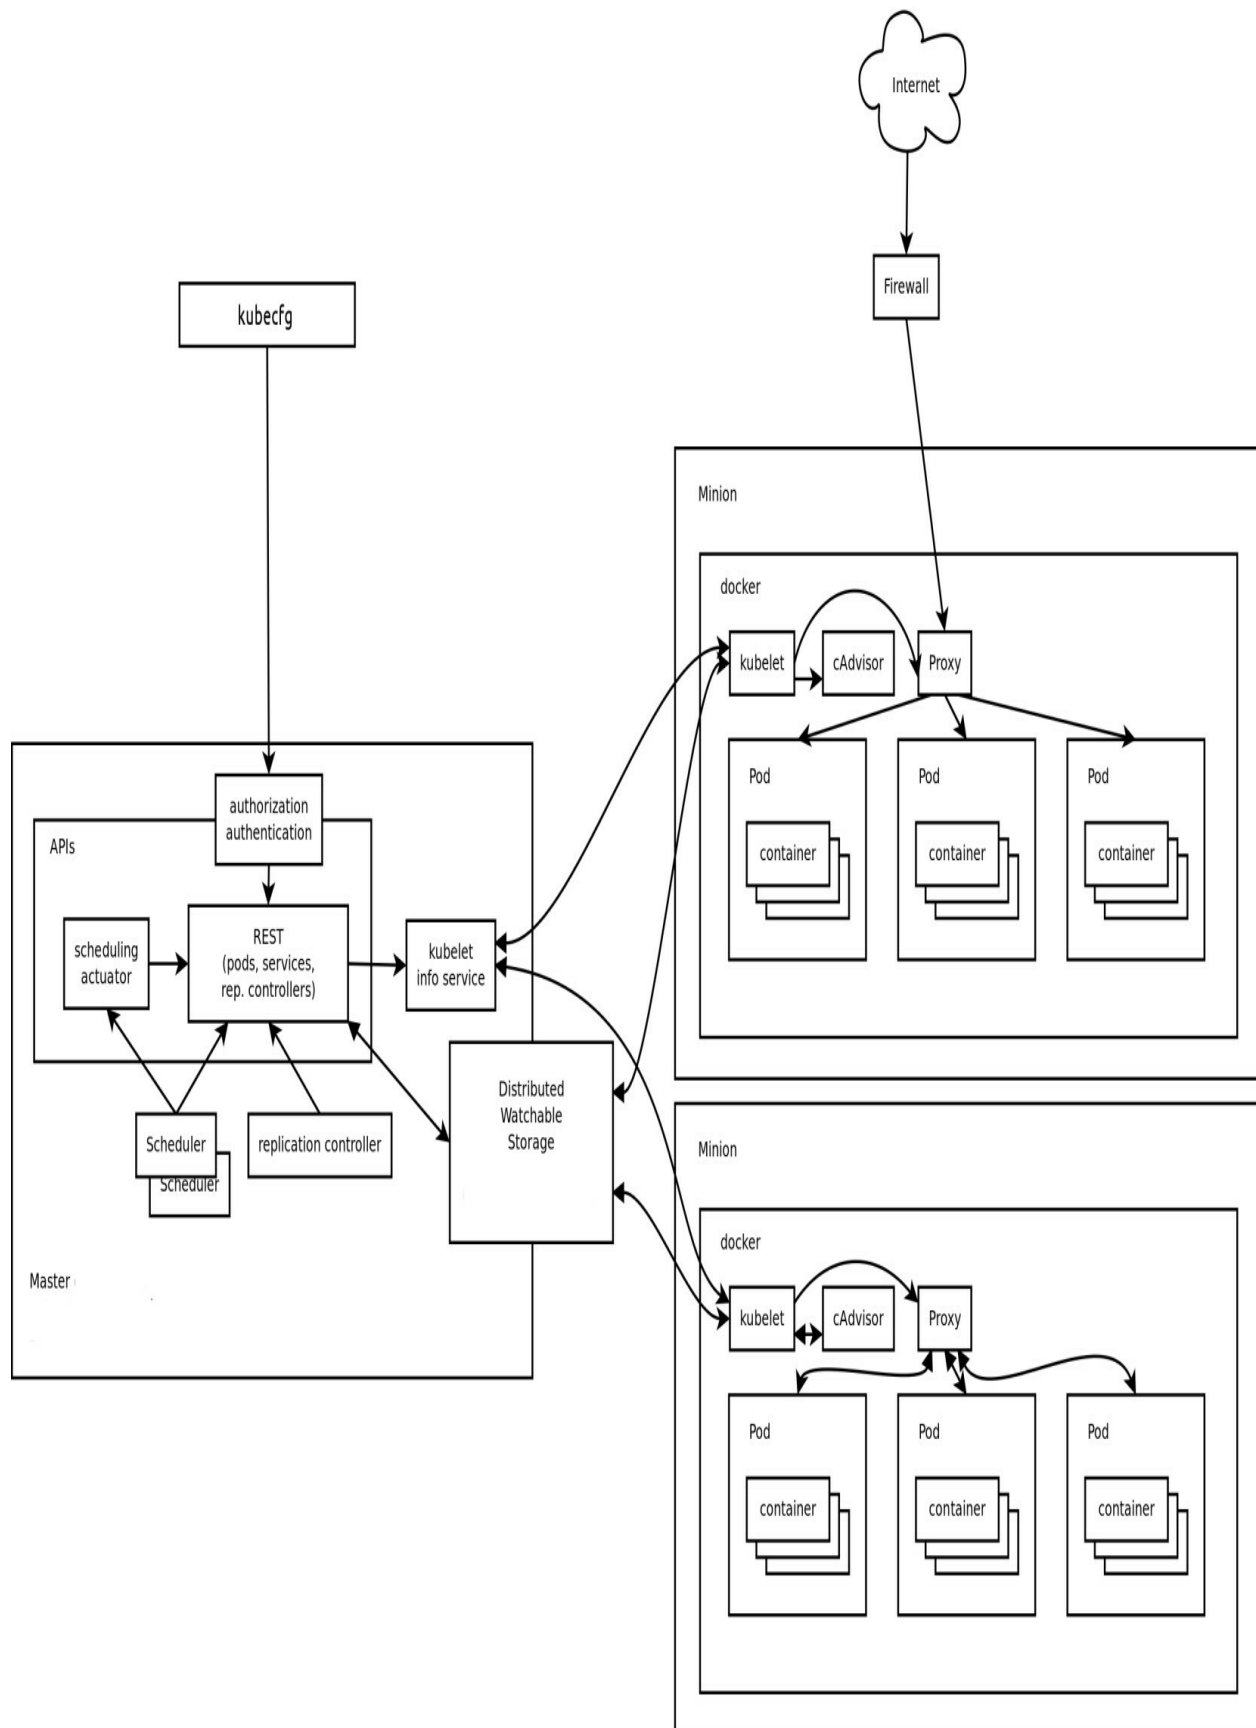 Internet
Firewall
kubecfg
Minion
docker
kubelet
cAdvisor
Proxy
Pod
Pod
Pod
container
container
container
authorization
authentication
APIs
scheduling
actuator
REST
(pods, services,
rep. controllers)
kubelet
info service
Distributed
Watchable
Storage
Scheduler
Scheduler
replication controller
Master
Minion
docker
kubelet
cAdvisor
Proxy
Pod
Pod
Pod
container
container
container